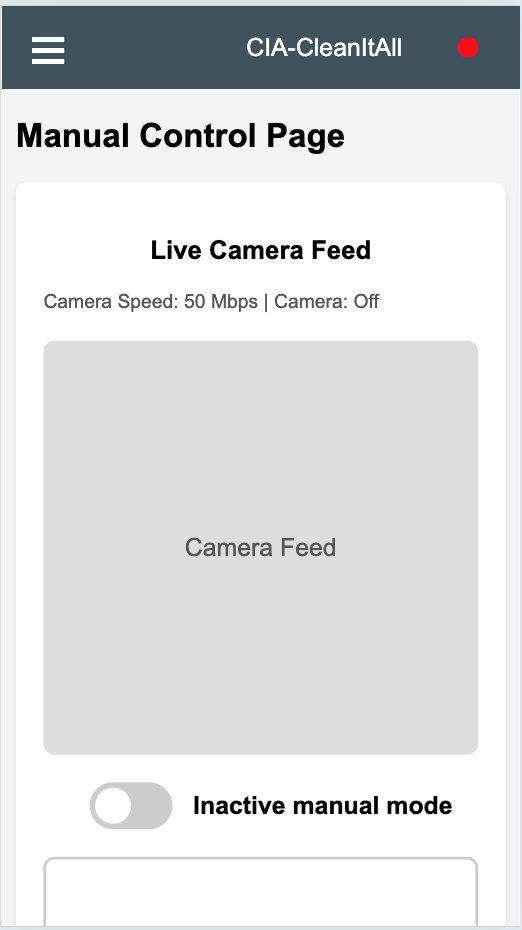 CIA-CleanItAll
Manual Control Page
Live Camera Feed
Camera Speed: 50 Mbps | Camera: Off
Camera Feed
Inactive manual mode